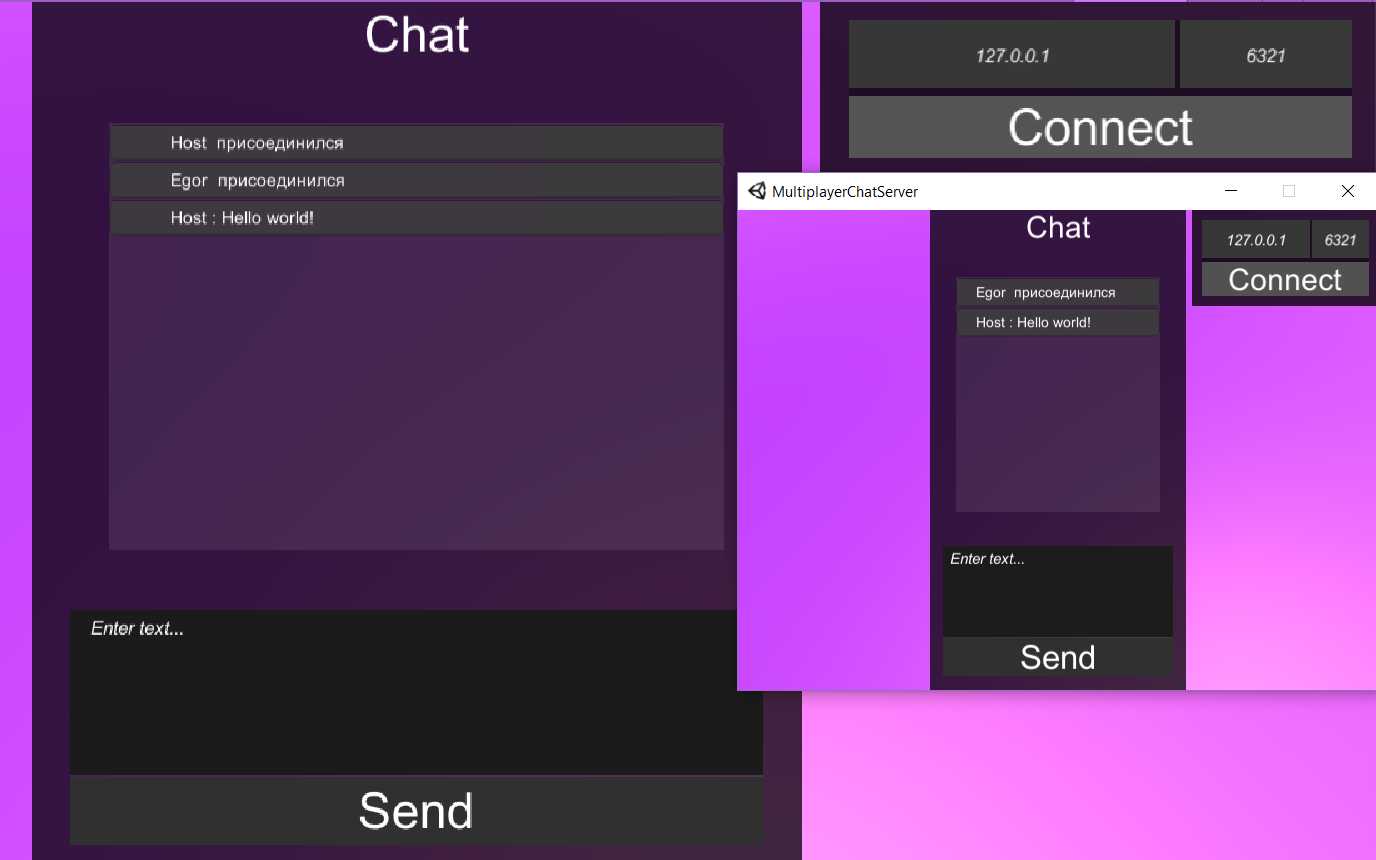 Chat
Host присоединился
Egor присоединился
Host : Hello world!
Enter text...
Send
127.0.0.1
6321
Connect
MultiplayerChatServer
Chat
Egor присоединился
Host : Hello world!
Enter text...
Send
127.0.0.1
6321
Connect